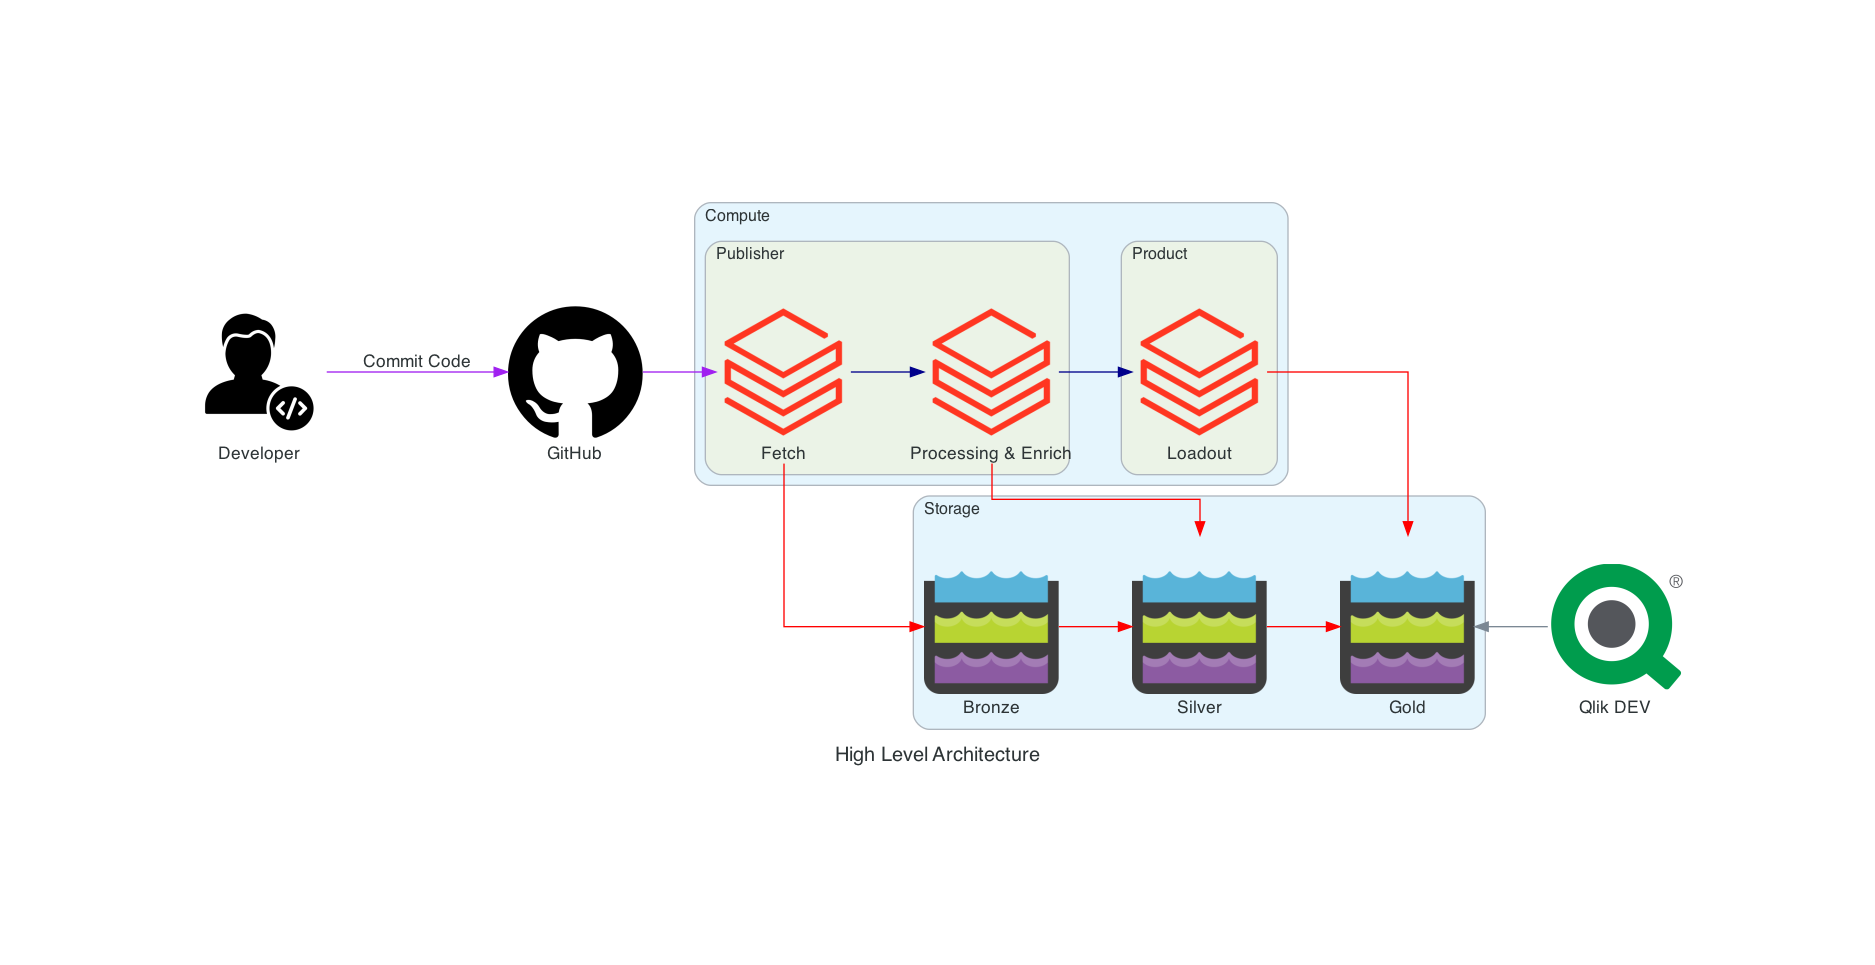 Compute
Publisher
Product
Commit Code
Developer
GitHub
Fetch
Processing & Enrich
Loadout
Storage
®
Bronze
Silver
Gold
Qlik DEV
High Level Architecture